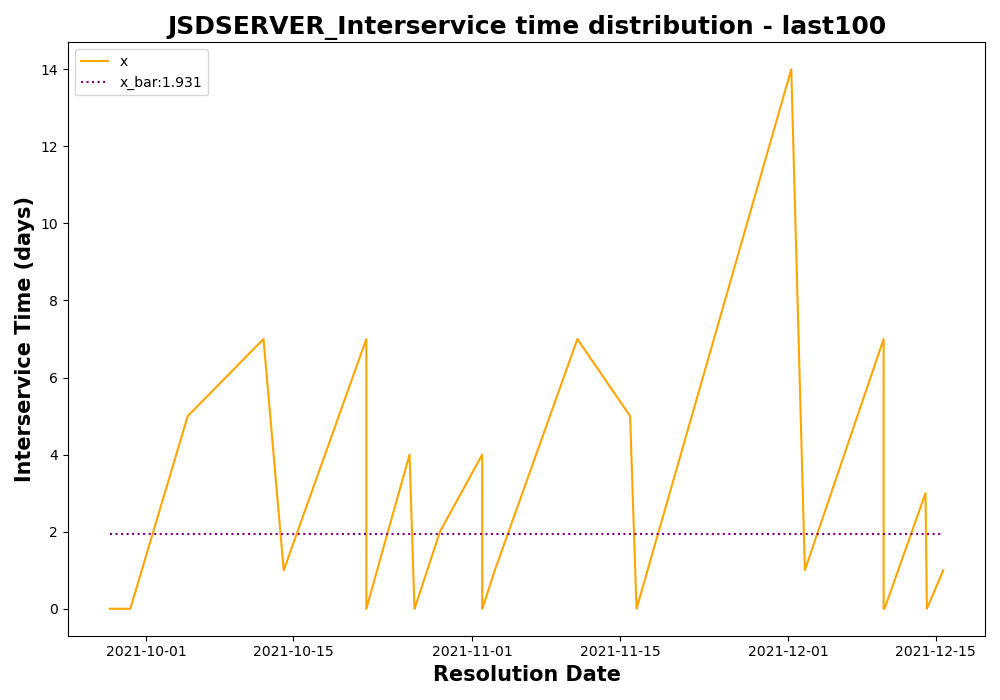 JSDSERVER_Interservice time distribution - last100
x
x_bar:1.931
Interservice Time (days)
14
12
10
8
6
4
2
0
2021-10-01
2021-10-15
2021-11-01
2021-11-15
2021-12-01
2021-12-15
Resolution Date